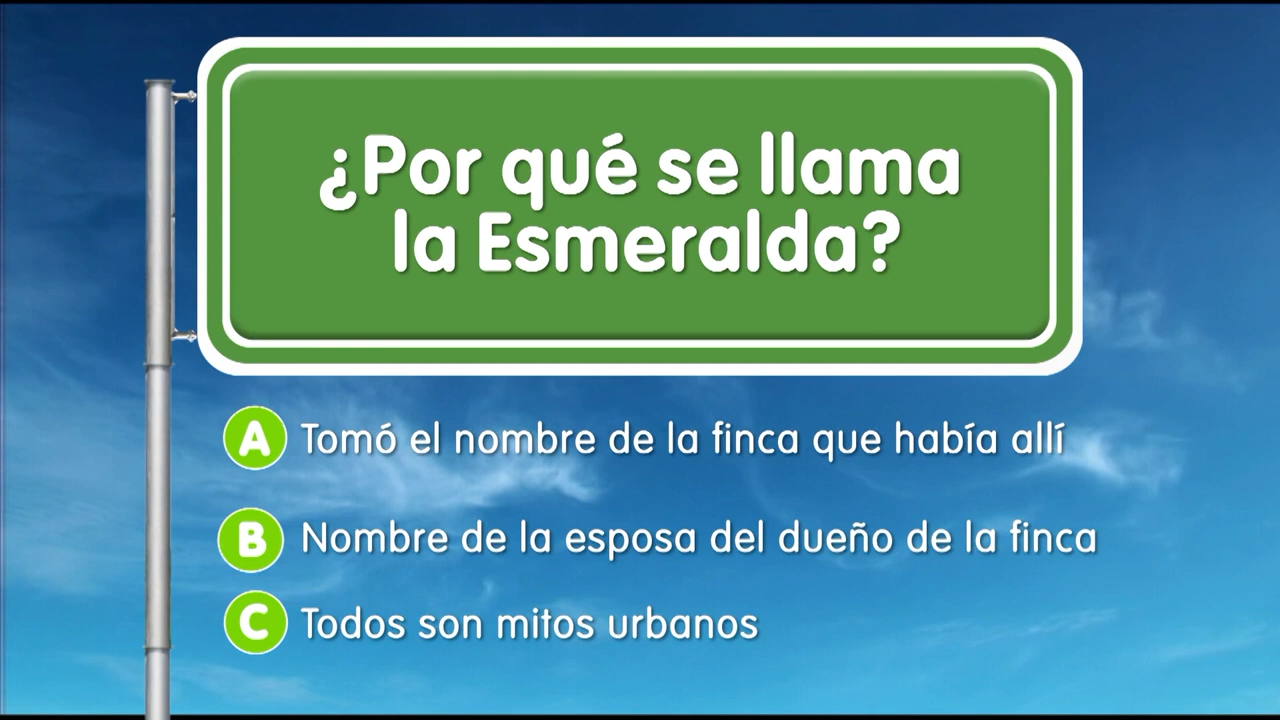 ¿Por qué se llama
la Esmeralda?
A Tomó el nombre de la finca que había allí
B Nombre de la esposa del dueño de la finca
C Todos son mitos urbanos